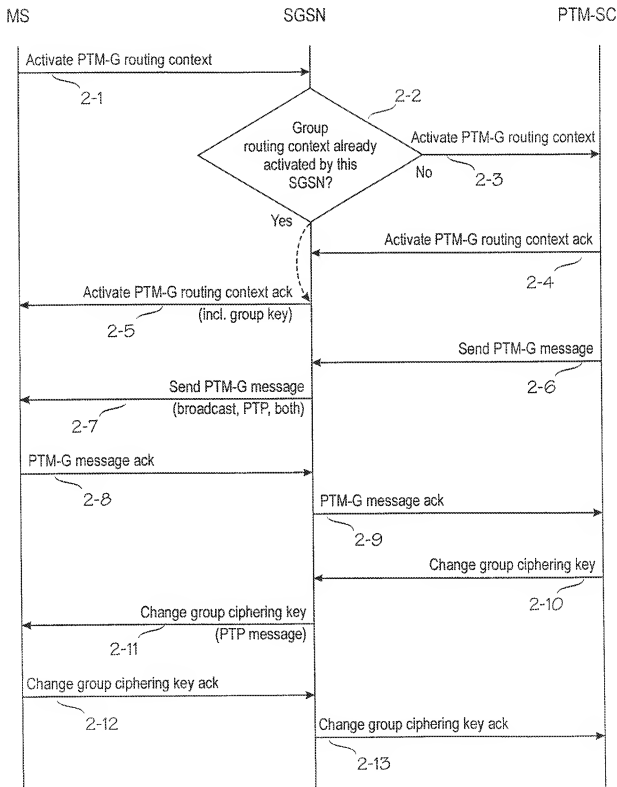 MS SGSN PTM-SC
Activate PTM-G routing context
2-1
2-2
Group
routing context already
activated by this
SGSN?
Activate PTM-G routing context
No
2-3
Yes
Activate PTM-G routing context ack
2-4
Activate PTM-G routing context ack
(incl. group key)
2-5
Send PTM-G message
2-6
Send PTM-G message
(broadcast, PTP, both)
2-7
PTM-G message ack
2-8
PTM-G message ack
2-9
Change group ciphering key
2-10
Change group ciphering key
(PTP message)
2-11
Change group ciphering key ack
2-12
Change group ciphering key ack
2-13